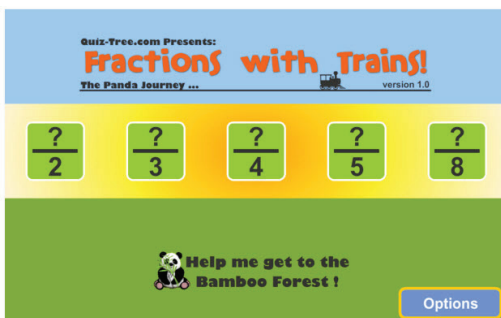 Quiz-Tree.com Presents:
Fractions with Trains!
The Panda Journey ...
version 1.0
? ? ? ? ?
2 3 4 5 8
Help me get to the
Bamboo Forest !
Options